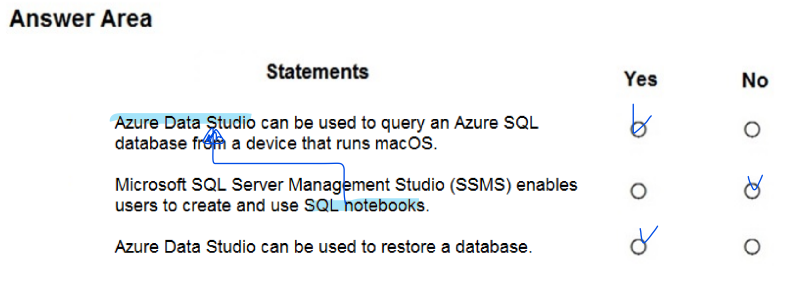 Answer Area
Statements
Yes
No
Azure Data Studio can be used to query an Azure SQL
database from a device that runs macOS.
Microsoft SQL Server Management Studio (SSMS) enables
users to create and use SQL notebooks.
Azure Data Studio can be used to restore a database.